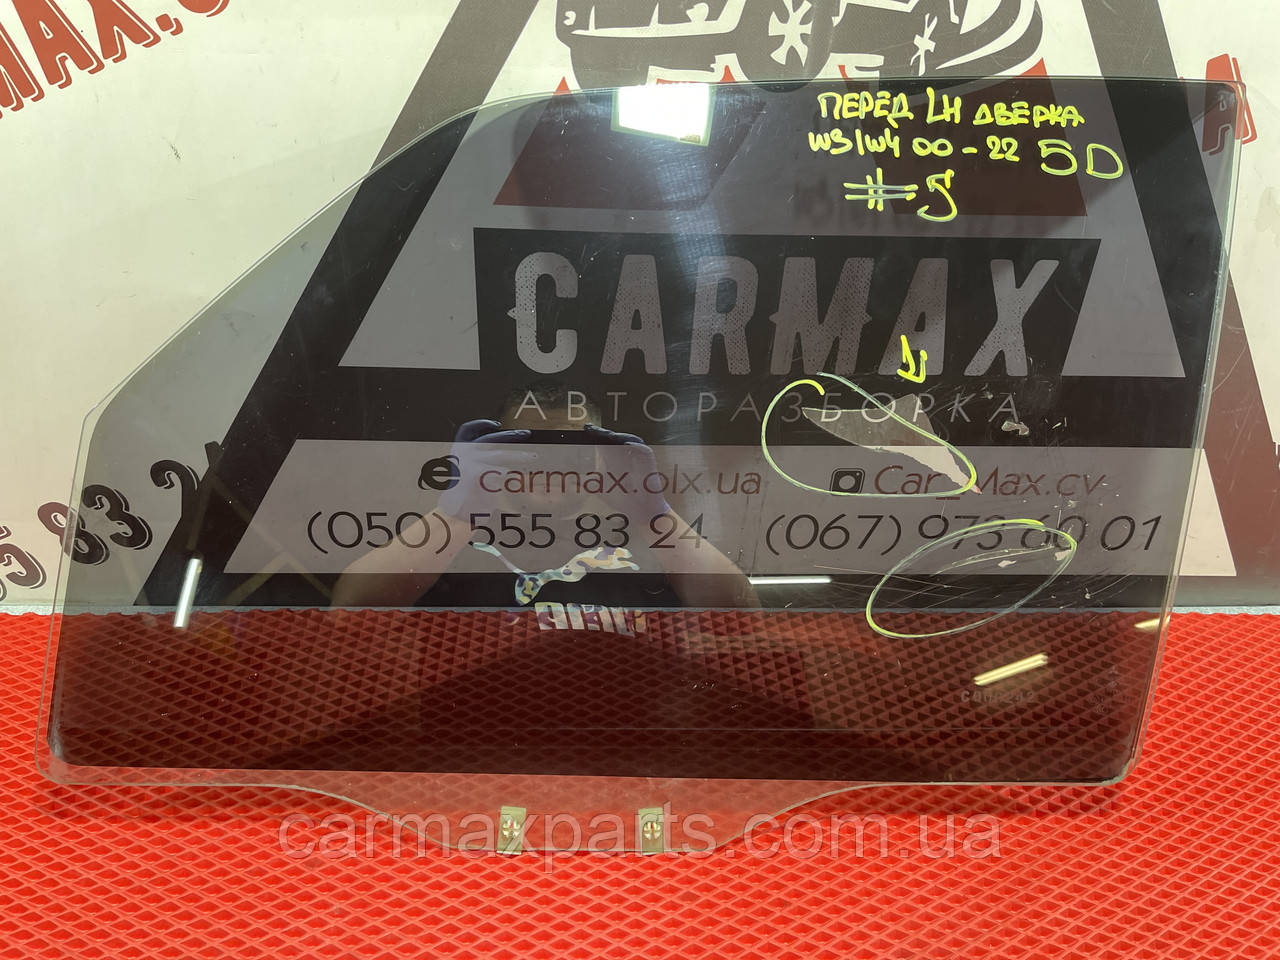 ПЕРЕД LH ДВЕРКА
W3/W4 00-22 5D
#5
CARMAX
АВТОРАЗБОРКА
carmax.olx.ua
Car_Max.cv
(050) 555 83 24
(067) 973 60 01
carmaxparts.com.ua